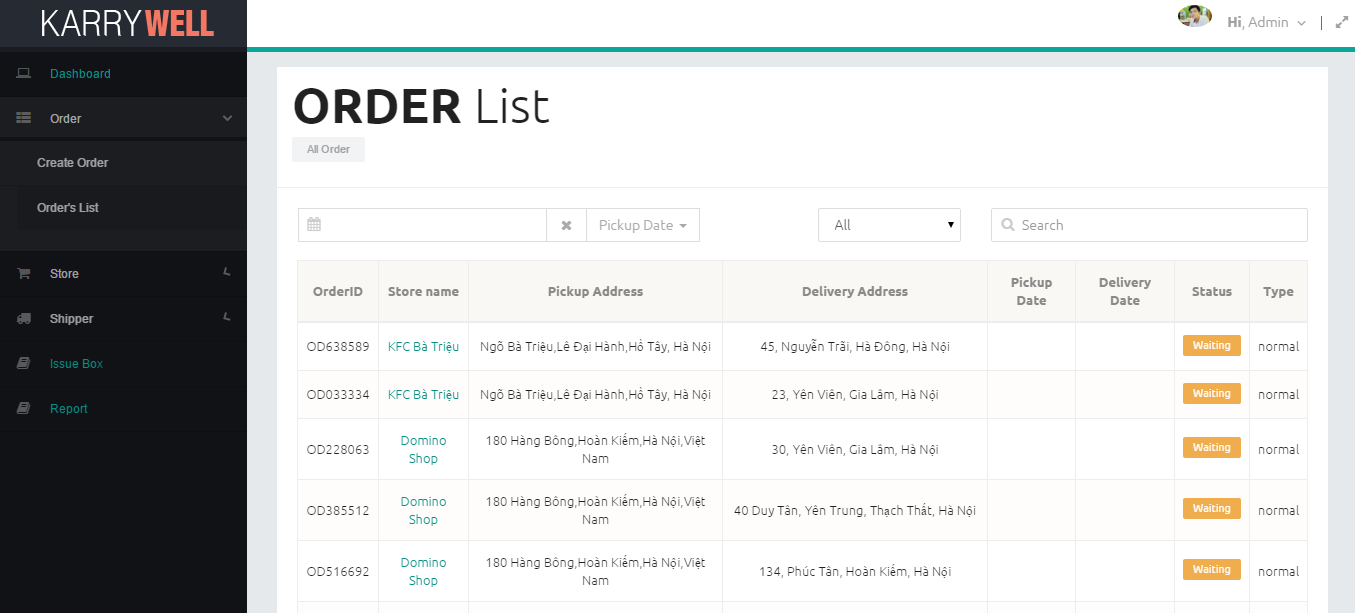 KARRYWELL
Hi, Admin
Dashboard
Order
Create Order
Order's List
Store
Shipper
Issue Box
Report
ORDER List
All Order
Pickup Date
All
Search
OrderID Store name Pickup Address Delivery Address Pickup Date Delivery Date Status Type
OD638589 KFC Bà Triệu Ngõ Bà Triệu,Lê Đại Hành,Hồ Tây, Hà Nội 45, Nguyễn Trãi, Hà Đông, Hà Nội Waiting normal
OD033334 KFC Bà Triệu Ngõ Bà Triệu,Lê Đại Hành,Hồ Tây, Hà Nội 23, Yên Viên, Gia Lâm, Hà Nội Waiting normal
OD228063 Domino Shop 180 Hàng Bông,Hoàn Kiếm,Hà Nội,Việt Nam 30, Yên Viên, Gia Lâm, Hà Nội Waiting normal
OD385512 Domino Shop 180 Hàng Bông,Hoàn Kiếm,Hà Nội,Việt Nam 40 Duy Tân, Yên Trung, Thạch Thất, Hà Nội Waiting normal
OD516692 Domino Shop 180 Hàng Bông,Hoàn Kiếm,Hà Nội,Việt Nam 134, Phúc Tân, Hoàn Kiếm, Hà Nội Waiting normal